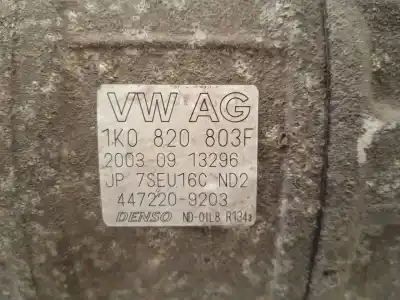 VW AG
1K0 820 803F
2003 09 13296
JP 7SEU16C ND2
447220-9203
DENSO ND-OIL8 R134a